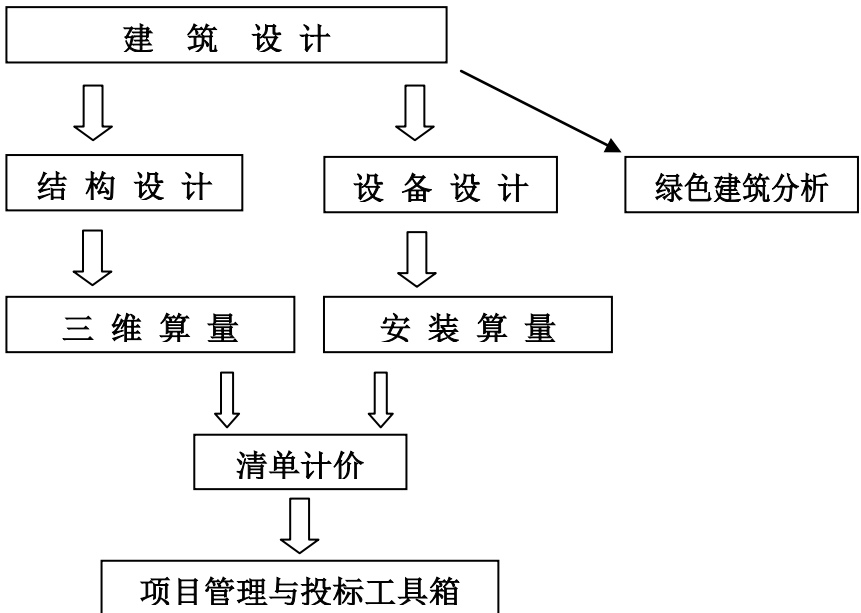 建筑设计
结构设计
设备设计
绿色建筑分析
三维算量
安装算量
清单计价
项目管理与投标工具箱